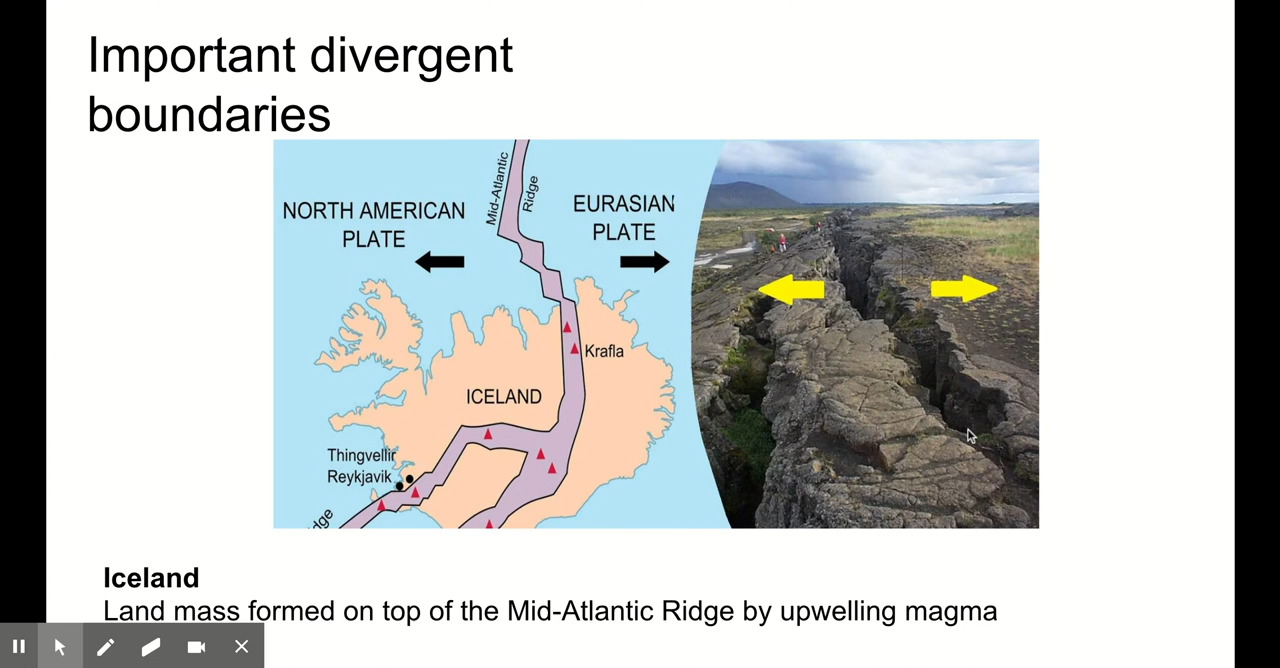 Important divergent
boundaries
Mid-Atlantic
Ridge
NORTH AMERICAN
PLATE
EURASIAN
PLATE
Krafla
ICELAND
Thingvellir
Reykjavik
dge
Iceland
Land mass formed on top of the Mid-Atlantic Ridge by upwelling magma